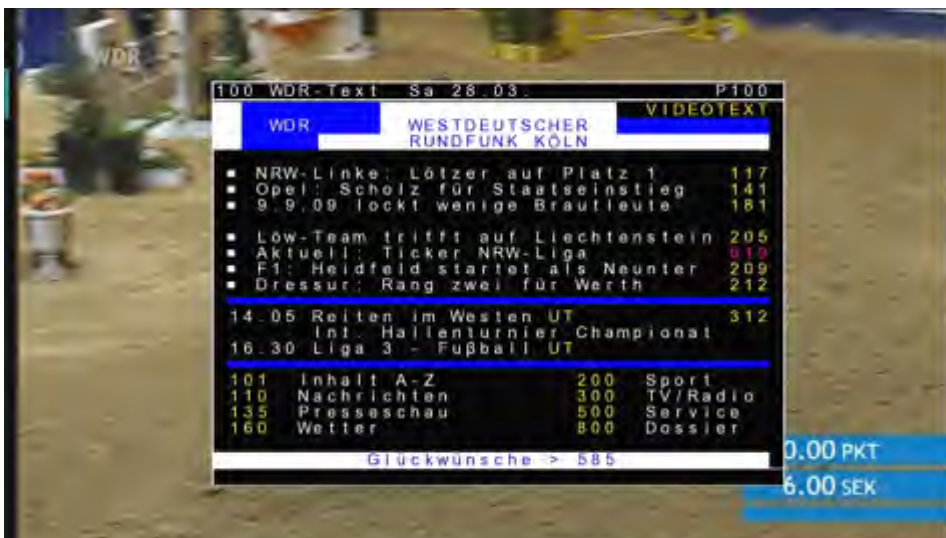 WDR
100 WDR-Text Sa 28.03. P100
VIDEOTEXT
WDR WESTDEUTSCHER
RUNDFUNK KÖLN
▪ NRW-Linke: Lötzer auf Platz 1 117
▪ Opel: Scholz für Staatseinstieg 141
▪ 9.9.09 lockt wenige Brautleute 181
▪ Löw-Team trifft auf Liechtenstein 205
▪ Aktuell: Ticker NRW-Liga
▪ F1: Heidfeld startet als Neunter 209
▪ Dressur: Rang zwei für Werth 212
14.05 Reiten im Westen UT 312
Int. Hallenturnier Championat
16.30 Liga 3 - Fußball UT
101 Inhalt A-Z 200 Sport
110 Nachrichten 300 TV/Radio
135 Presseschau 500 Service
160 Wetter 800 Dossier
Glückwünsche > 585
0.00 PKT
6.00 SEK